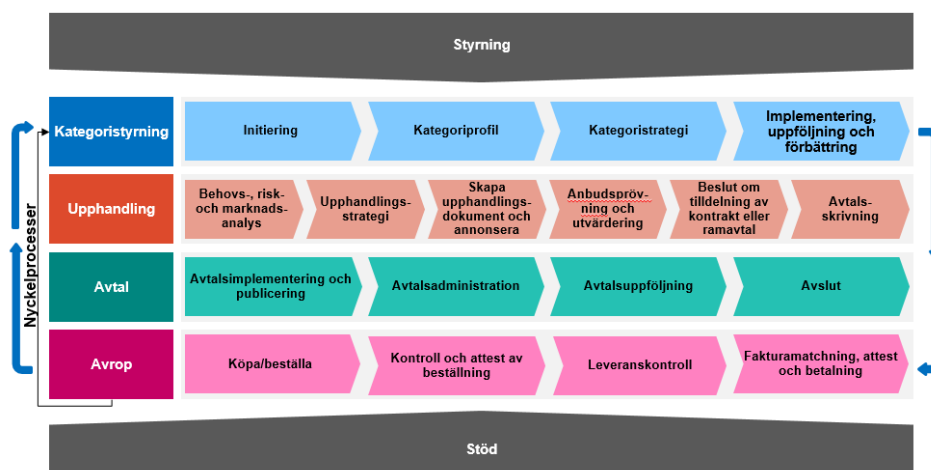 Styrning
Nyckelprocesser
Kategoristyrning
Initiering
Kategoriprofil
Kategoristrategi
Implementering,
uppföljning och
förbättring
Upphandling
Behovs-, risk-
och marknads-
analys
Upphandlings-
strategi
Skapa
upphandlings-
dokument och
annonsera
Anbudspröv-
ning och
utvärdering
Beslut om
tilldelning av
kontrakt eller
ramavtal
Avtals-
skrivning
Avtal
Avtalsimplementering och
publicering
Avtalsadministration
Avtalsuppföljning
Avslut
Avrop
Köpa/beställa
Kontroll och attest av
beställning
Leveranskontroll
Fakturamatchning, attest
och betalning
Stöd